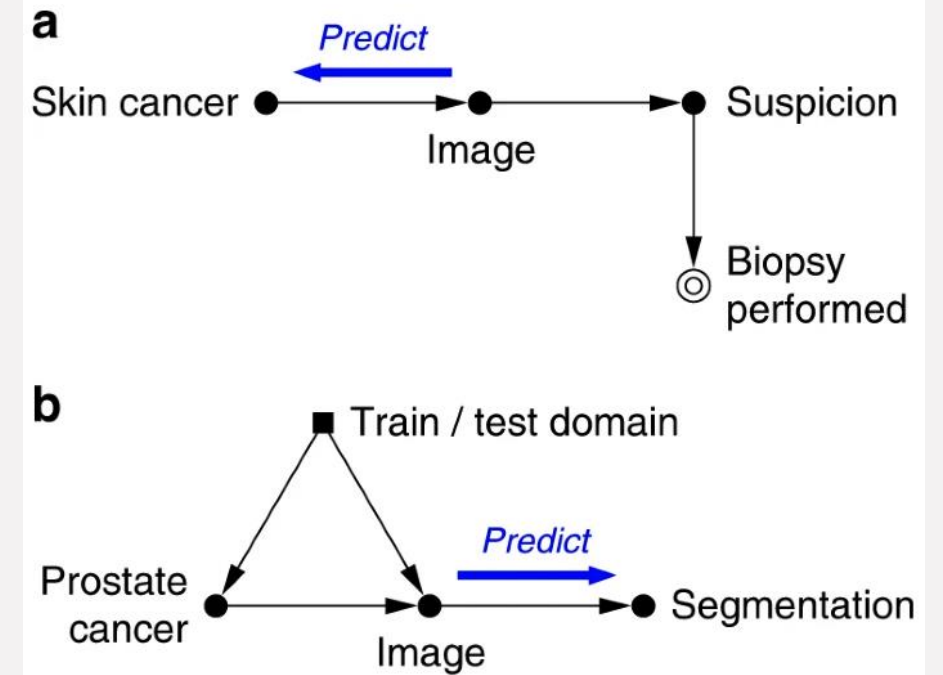 a
Predict
Skin cancer
Suspicion
Image
Biopsy
performed
b
Train / test domain
Predict
Prostate
cancer
Segmentation
Image